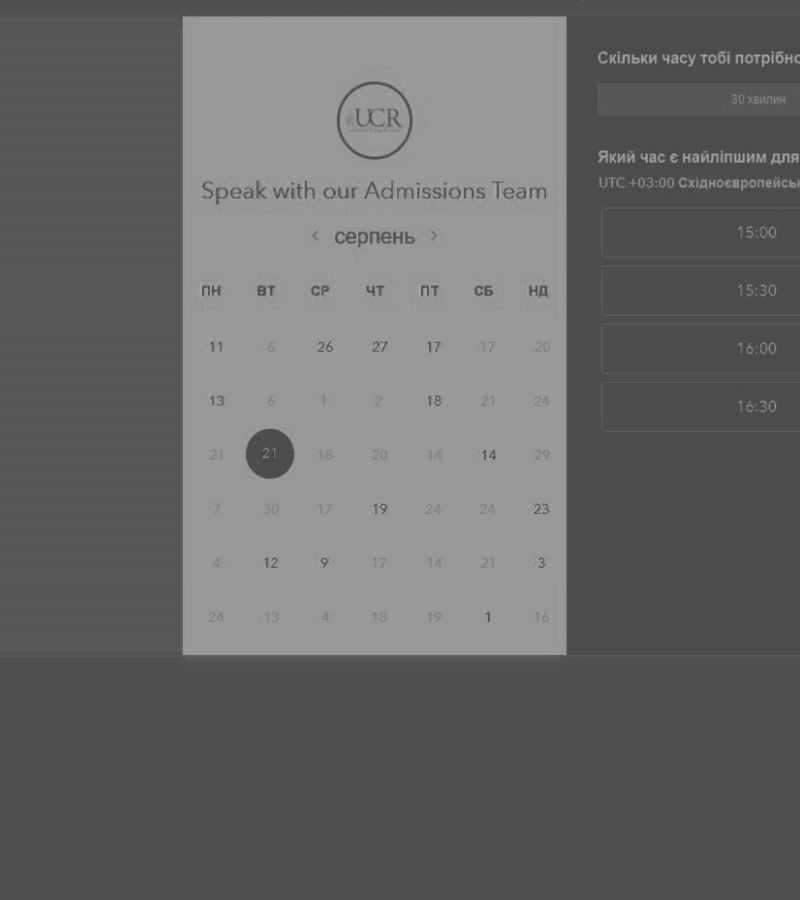 UCR
Speak with our Admissions Team
< серпень >
ПН ВТ СР ЧТ ПТ СБ НД
11 6 26 27 17 17 20
13 6 1 2 18 21 24
21 21 18 20 14 14 29
7 30 17 19 24 24 23
4 12 9 17 14 21 3
24 13 4 18 19 1 16
Скільки часу тобі потрібно
30 хвилин
Який час є найліпшим для
UTC +03:00 Східноєвропейськ
15:00
15:30
16:00
16:30